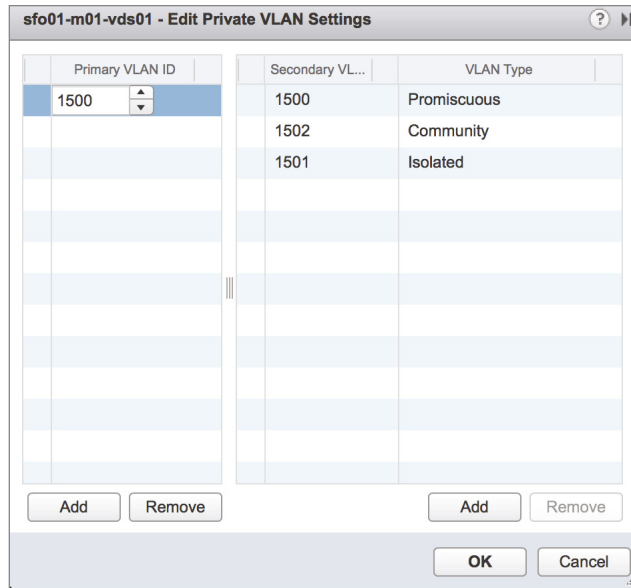 sfo01-m01-vds01 - Edit Private VLAN Settings ?
Primary VLAN ID Secondary VL... VLAN Type
1500 1500 Promiscuous
1502 Community
1501 Isolated
Add Remove Add Remove
OK Cancel